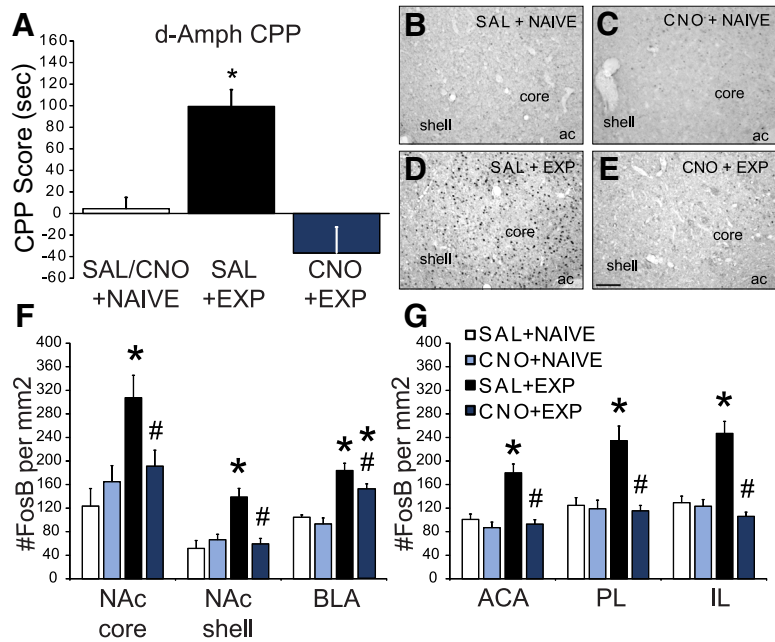 A
d-Amph CPP
CPP Score (sec)
160
140
120
100
80
60
40
20
0
-20
-40
-60
*
SAL/CNO
+NAIVE
SAL
+EXP
CNO
+EXP
B
SAL + NAIVE
core
shell
ac
C
CNO + NAIVE
core
shell
ac
D
SAL + EXP
core
shell
ac
E
CNO + EXP
core
shell
ac
F
#FosB per mm2
400
360
320
280
240
200
160
120
80
40
0
*
#
*
#
*
*
#
NAc
core
NAc
shell
BLA
G
SAL+NAIVE
CNO+NAIVE
SAL+EXP
CNO+EXP
#FosB per mm2
400
360
320
280
240
200
160
120
80
40
0
*
#
*
#
*
#
ACA
PL
IL